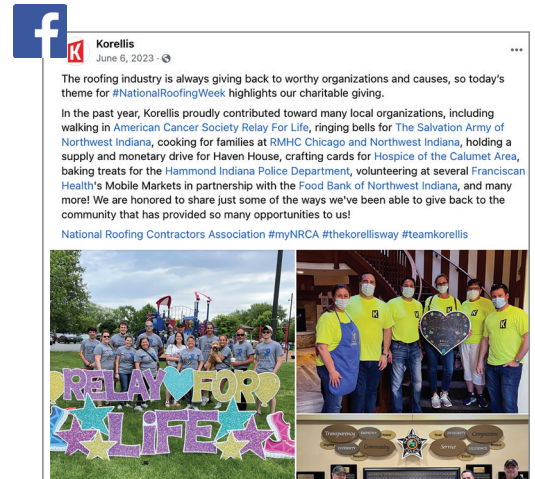 f
K
Korellis
June 6, 2023 ·
The roofing industry is always giving back to worthy organizations and causes, so today's
theme for #NationalRoofingWeek highlights our charitable giving.
In the past year, Korellis proudly contributed toward many local organizations, including
walking in American Cancer Society Relay For Life, ringing bells for The Salvation Army of
Northwest Indiana, cooking for families at RMHC Chicago and Northwest Indiana, holding a
supply and monetary drive for Haven House, crafting cards for Hospice of the Calumet Area,
baking treats for the Hammond Indiana Police Department, volunteering at several Franciscan
Health's Mobile Markets in partnership with the Food Bank of Northwest Indiana, and many
more! We are honored to share just some of the ways we've been able to give back to the
community that has provided so many opportunities to us!
National Roofing Contractors Association #myNRCA #thekorellisway #teamkorellis
RELAY FOR
LIFE
K
K
K
Transparency
Compassion
Community
Service